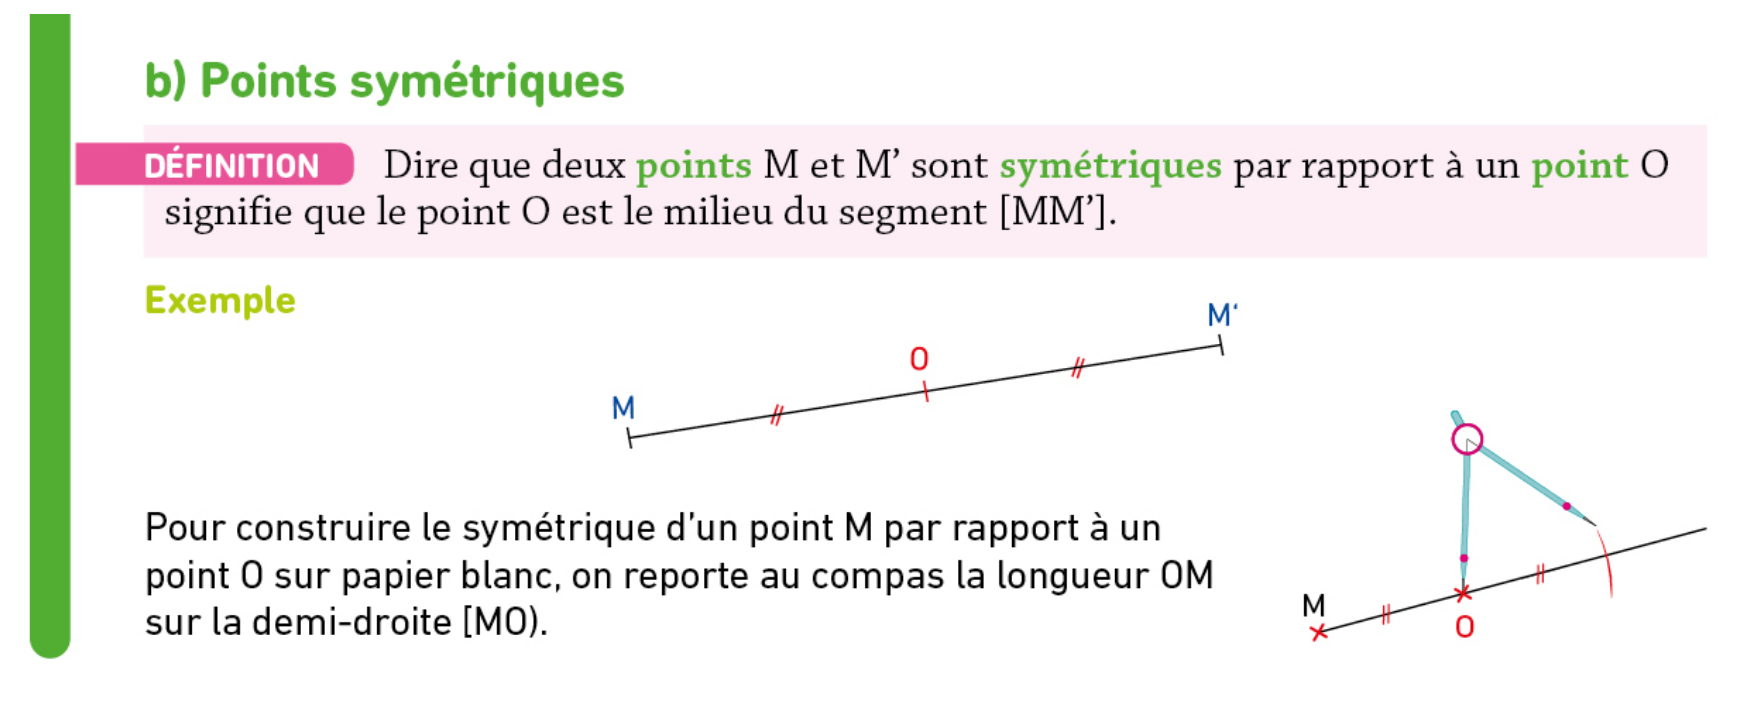 b) Points symétriques
DÉFINITION Dire que deux points M et M’ sont symétriques par rapport à un point O
signifie que le point O est le milieu du segment [MM’].
Exemple
M‘
O
M
Pour construire le symétrique d’un point M par rapport à un
point O sur papier blanc, on reporte au compas la longueur OM
sur la demi-droite [MO).
M
O